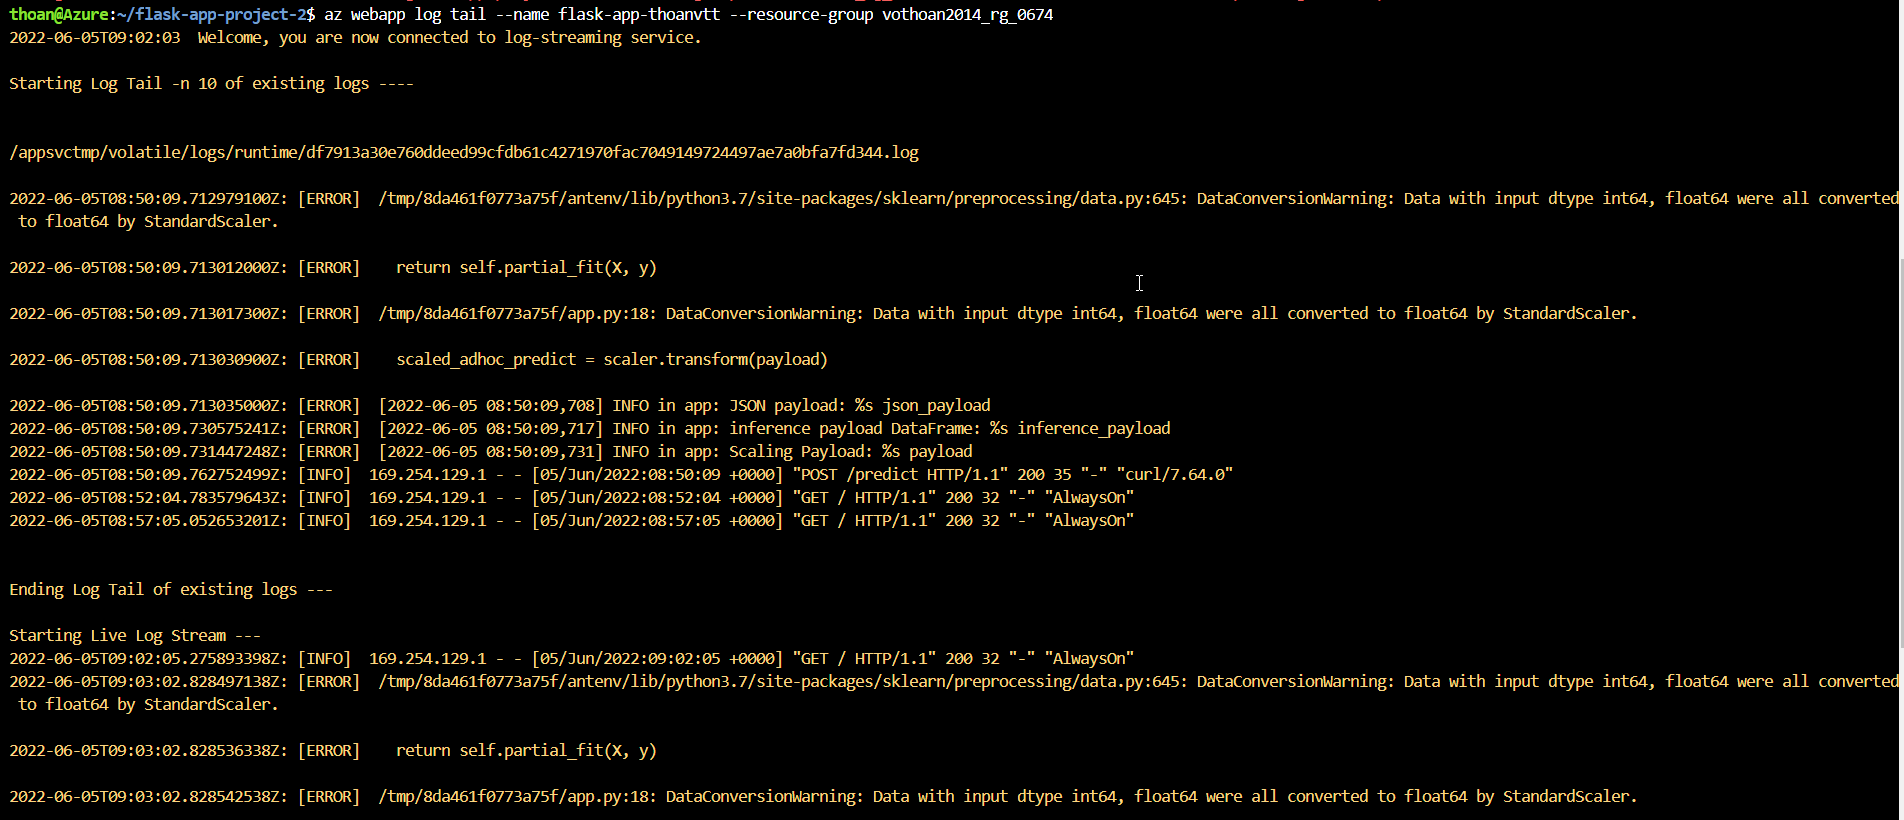 thoan@Azure:~/flask-app-project-2$ az webapp log tail --name flask-app-thoanvtt --resource-group vothoan2014_rg_0674
2022-06-05T09:02:03  Welcome, you are now connected to log-streaming service.
Starting Log Tail -n 10 of existing logs ----
/appsvctmp/volatile/logs/runtime/df7913a30e760ddeed99cfdb61c4271970fac7049149724497ae7a0bfa7fd344.log
2022-06-05T08:50:09.712979100Z: [ERROR]  /tmp/8da461f0773a75f/antenv/lib/python3.7/site-packages/sklearn/preprocessing/data.py:645: DataConversionWarning: Data with input dtype int64, float64 were all converted
 to float64 by StandardScaler.
2022-06-05T08:50:09.713012000Z: [ERROR]    return self.partial_fit(X, y)
2022-06-05T08:50:09.713017300Z: [ERROR]  /tmp/8da461f0773a75f/app.py:18: DataConversionWarning: Data with input dtype int64, float64 were all converted to float64 by StandardScaler.
2022-06-05T08:50:09.713030900Z: [ERROR]    scaled_adhoc_predict = scaler.transform(payload)
2022-06-05T08:50:09.713035000Z: [ERROR]  [2022-06-05 08:50:09,708] INFO in app: JSON payload: %s json_payload
2022-06-05T08:50:09.730575241Z: [ERROR]  [2022-06-05 08:50:09,717] INFO in app: inference payload DataFrame: %s inference_payload
2022-06-05T08:50:09.731447248Z: [ERROR]  [2022-06-05 08:50:09,731] INFO in app: Scaling Payload: %s payload
2022-06-05T08:50:09.762752499Z: [INFO]  169.254.129.1 - - [05/Jun/2022:08:50:09 +0000] "POST /predict HTTP/1.1" 200 35 "-" "curl/7.64.0"
2022-06-05T08:52:04.783579643Z: [INFO]  169.254.129.1 - - [05/Jun/2022:08:52:04 +0000] "GET / HTTP/1.1" 200 32 "-" "AlwaysOn"
2022-06-05T08:57:05.052653201Z: [INFO]  169.254.129.1 - - [05/Jun/2022:08:57:05 +0000] "GET / HTTP/1.1" 200 32 "-" "AlwaysOn"
Ending Log Tail of existing logs ---
Starting Live Log Stream ---
2022-06-05T09:02:05.275893398Z: [INFO]  169.254.129.1 - - [05/Jun/2022:09:02:05 +0000] "GET / HTTP/1.1" 200 32 "-" "AlwaysOn"
2022-06-05T09:03:02.828497138Z: [ERROR]  /tmp/8da461f0773a75f/antenv/lib/python3.7/site-packages/sklearn/preprocessing/data.py:645: DataConversionWarning: Data with input dtype int64, float64 were all converted
 to float64 by StandardScaler.
2022-06-05T09:03:02.828536338Z: [ERROR]    return self.partial_fit(X, y)
2022-06-05T09:03:02.828542538Z: [ERROR]  /tmp/8da461f0773a75f/app.py:18: DataConversionWarning: Data with input dtype int64, float64 were all converted to float64 by StandardScaler.